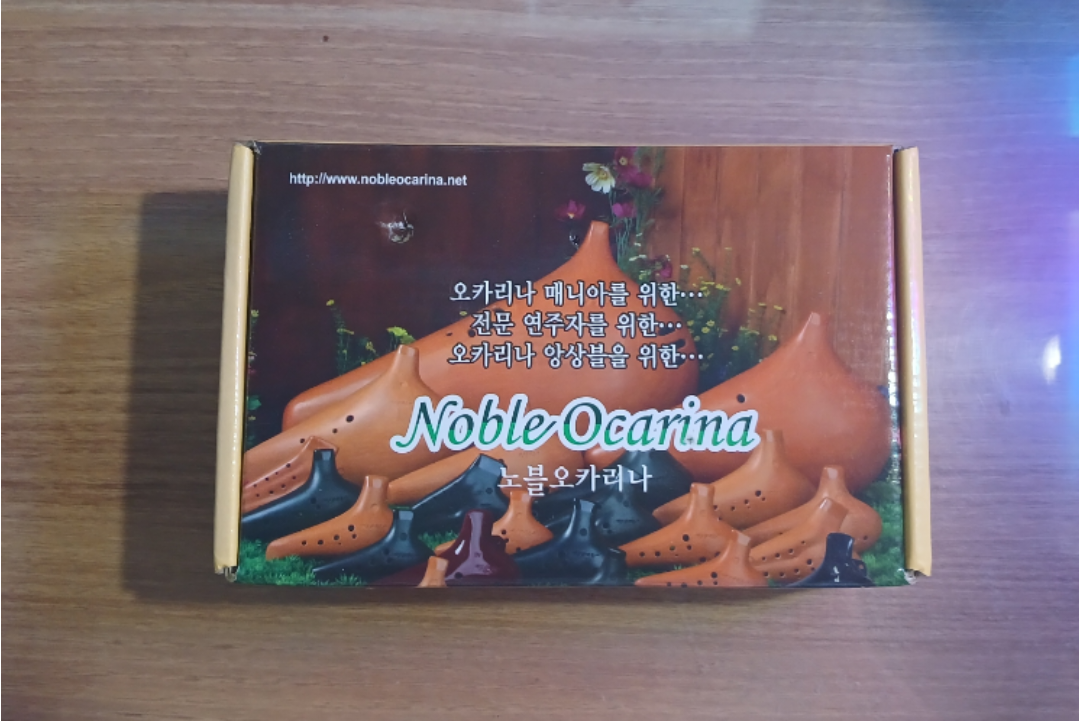 http://www.nobleocarina.net
오카리나 매니아를 위한…
전문 연주자를 위한…
오카리나 앙상블을 위한…
Noble Ocarina
노블오카리나